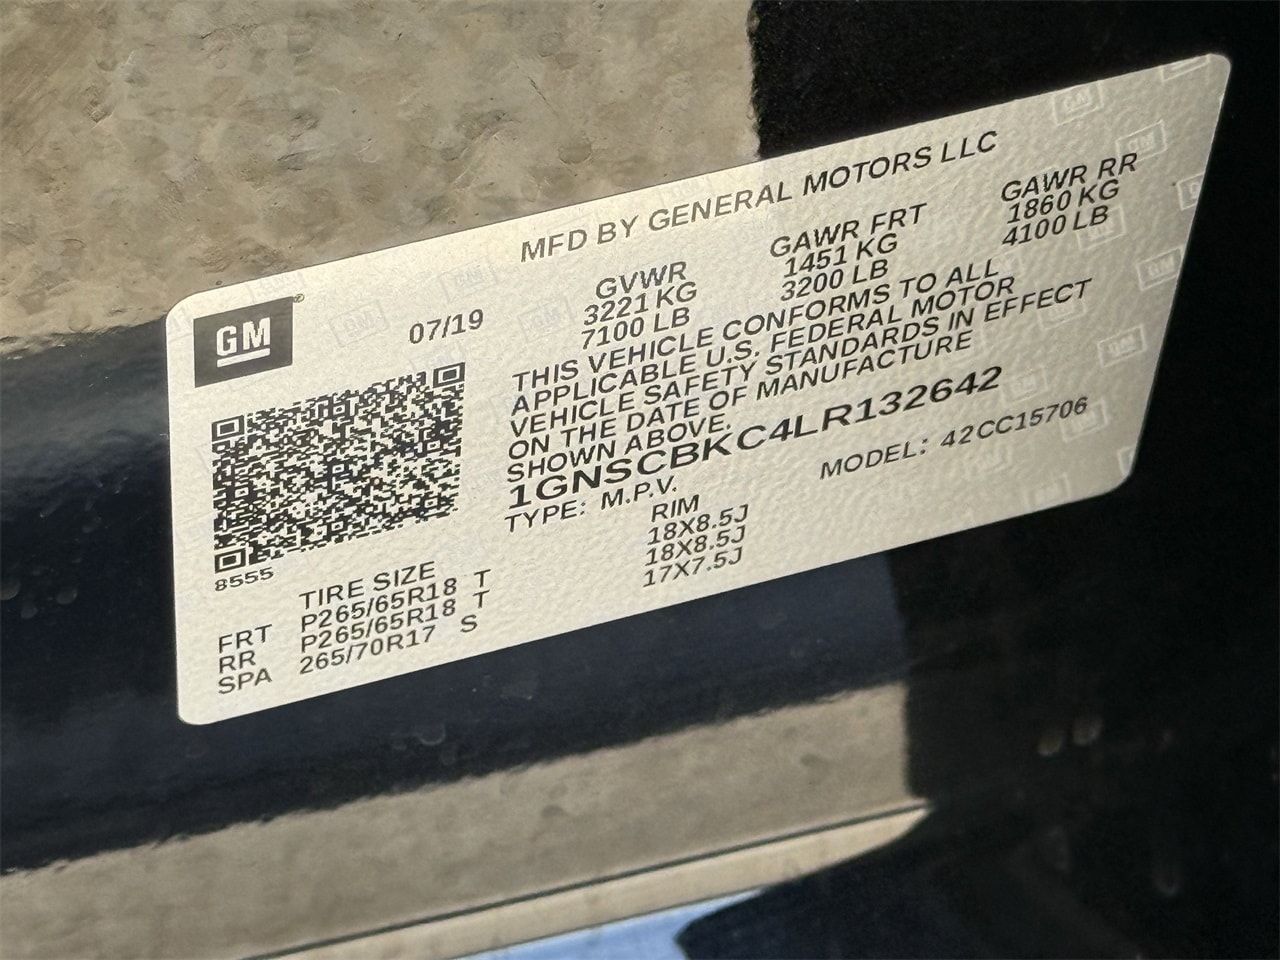 MFD BY GENERAL MOTORS LLC
GM®
07/19
GVWR GAWR FRT GAWR RR
3221 KG 1451 KG 1860 KG
7100 LB 3200 LB 4100 LB
THIS VEHICLE CONFORMS TO ALL
APPLICABLE U.S. FEDERAL MOTOR
VEHICLE SAFETY STANDARDS IN EFFECT
ON THE DATE OF MANUFACTURE
SHOWN ABOVE.
1GNSCBKC4LR132642
TYPE: M.P.V. MODEL: 42CC15706
8555
TIRE SIZE RIM
FRT P265/65R18 T 18X8.5J
RR P265/65R18 T 18X8.5J
SPA 265/70R17 S 17X7.5J